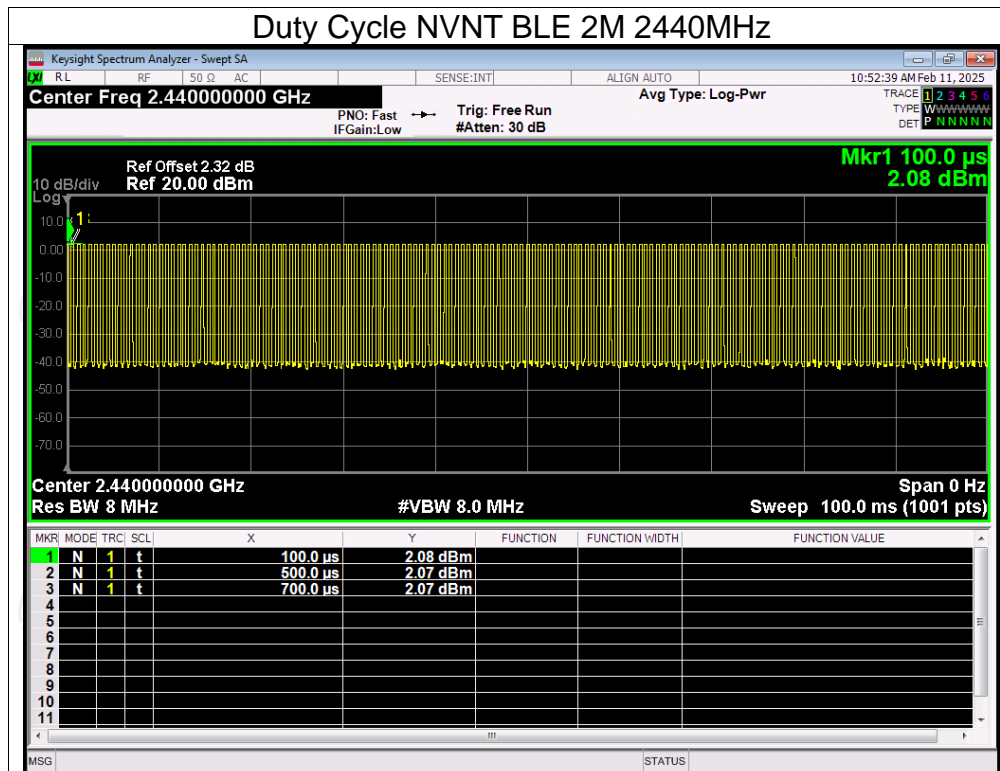 Duty Cycle NVNT BLE 2M 2440MHz
Keysight Spectrum Analyzer - Swept SA
LXI RL RF 50 Ω AC SENSE:INT ALIGN AUTO 10:52:39 AM Feb 11, 2025
Center Freq 2.440000000 GHz Avg Type: Log-Pwr TRACE 1 2 3 4 5 6
PNO: Fast Trig: Free Run TYPE WWWWWW
IFGain:Low #Atten: 30 dB DET P N N N N N
Mkr1 100.0 µs
Ref Offset 2.32 dB
10 dB/div Ref 20.00 dBm 2.08 dBm
Log
10.0
1
0.00
-10.0
-20.0
-30.0
-40.0
-50.0
-60.0
-70.0
Center 2.440000000 GHz Span 0 Hz
Res BW 8 MHz #VBW 8.0 MHz Sweep 100.0 ms (1001 pts)
MKR MODE TRC SCL X Y FUNCTION FUNCTION WIDTH FUNCTION VALUE
1 N 1 t 100.0 µs 2.08 dBm
2 N 1 t 500.0 µs 2.07 dBm
3 N 1 t 700.0 µs 2.07 dBm
4
5
6
7
8
9
10
11
MSG STATUS